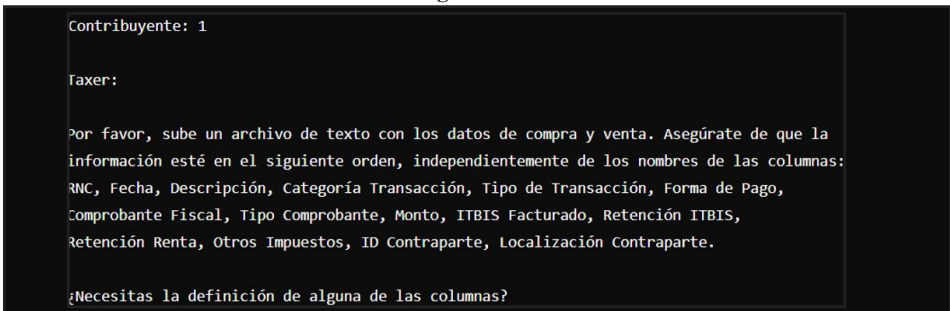 Contribuyente: 1
Taxer:
Por favor, sube un archivo de texto con los datos de compra y venta. Asegúrate de que la
información esté en el siguiente orden, independientemente de los nombres de las columnas:
RNC, Fecha, Descripción, Categoría Transacción, Tipo de Transacción, Forma de Pago,
Comprobante Fiscal, Tipo Comprobante, Monto, ITBIS Facturado, Retención ITBIS,
Retención Renta, Otros Impuestos, ID Contraparte, Localización Contraparte.
¿Necesitas la definición de alguna de las columnas?